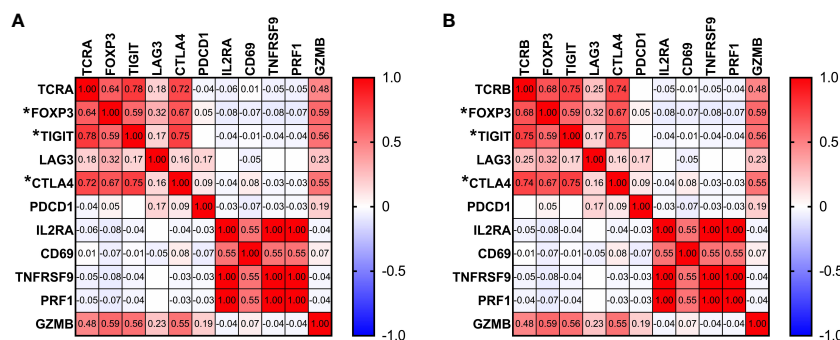 A
TCRA FOXP3 TIGIT LAG3 CTLA4 PDCD1 IL2RA CD69 TNFRSF9 PRF1 GZMB
TCRA 1.00 0.64 0.78 0.18 0.72 -0.04 -0.06 0.01 -0.05 -0.05 0.48
*FOXP3 0.64 1.00 0.59 0.32 0.67 0.05 -0.08 -0.07 -0.08 -0.07 0.59
*TIGIT 0.78 0.59 1.00 0.17 0.75 -0.04 -0.01 -0.04 -0.04 0.56
LAG3 0.18 0.32 0.17 1.00 0.16 0.17 -0.05 0.23
*CTLA4 0.72 0.67 0.75 0.16 1.00 0.09 -0.04 0.08 -0.03 -0.03 0.55
PDCD1 -0.04 0.05 0.17 0.09 1.00 -0.03 -0.07 -0.03 -0.03 0.19
IL2RA -0.06 -0.08 -0.04 -0.04 -0.03 1.00 0.55 1.00 1.00 -0.04
CD69 0.01 -0.07 -0.01 -0.05 0.08 -0.07 0.55 1.00 0.55 0.55 0.07
TNFRSF9 -0.05 -0.08 -0.04 -0.03 -0.03 1.00 0.55 1.00 1.00 -0.04
PRF1 -0.05 -0.07 -0.04 -0.03 -0.03 1.00 0.55 1.00 1.00 -0.04
GZMB 0.48 0.59 0.56 0.23 0.55 0.19 -0.04 0.07 -0.04 -0.04 1.00
1.0
0.5
0
-0.5
-1.0
B
TCRB FOXP3 TIGIT LAG3 CTLA4 PDCD1 IL2RA CD69 TNFRSF9 PRF1 GZMB
TCRB 1.00 0.68 0.75 0.25 0.74 -0.05 -0.01 -0.05 -0.04 0.48
*FOXP3 0.68 1.00 0.59 0.32 0.67 0.05 -0.08 -0.07 -0.08 -0.07 0.59
*TIGIT 0.75 0.59 1.00 0.17 0.75 -0.04 -0.01 -0.04 -0.04 0.56
LAG3 0.25 0.32 0.17 1.00 0.16 0.17 -0.05 0.23
*CTLA4 0.74 0.67 0.75 0.16 1.00 0.09 -0.04 0.08 -0.03 -0.03 0.55
PDCD1 0.05 0.17 0.09 1.00 -0.03 -0.07 -0.03 -0.03 0.19
IL2RA -0.05 -0.08 -0.04 -0.04 -0.03 1.00 0.55 1.00 1.00 -0.04
CD69 -0.01 -0.07 -0.01 -0.05 0.08 -0.07 0.55 1.00 0.55 0.55 0.07
TNFRSF9 -0.05 -0.08 -0.04 -0.03 -0.03 1.00 0.55 1.00 1.00 -0.04
PRF1 -0.04 -0.07 -0.04 -0.03 -0.03 1.00 0.55 1.00 1.00 -0.04
GZMB 0.48 0.59 0.56 0.23 0.55 0.19 -0.04 0.07 -0.04 -0.04 1.00
1.0
0.5
0
-0.5
-1.0